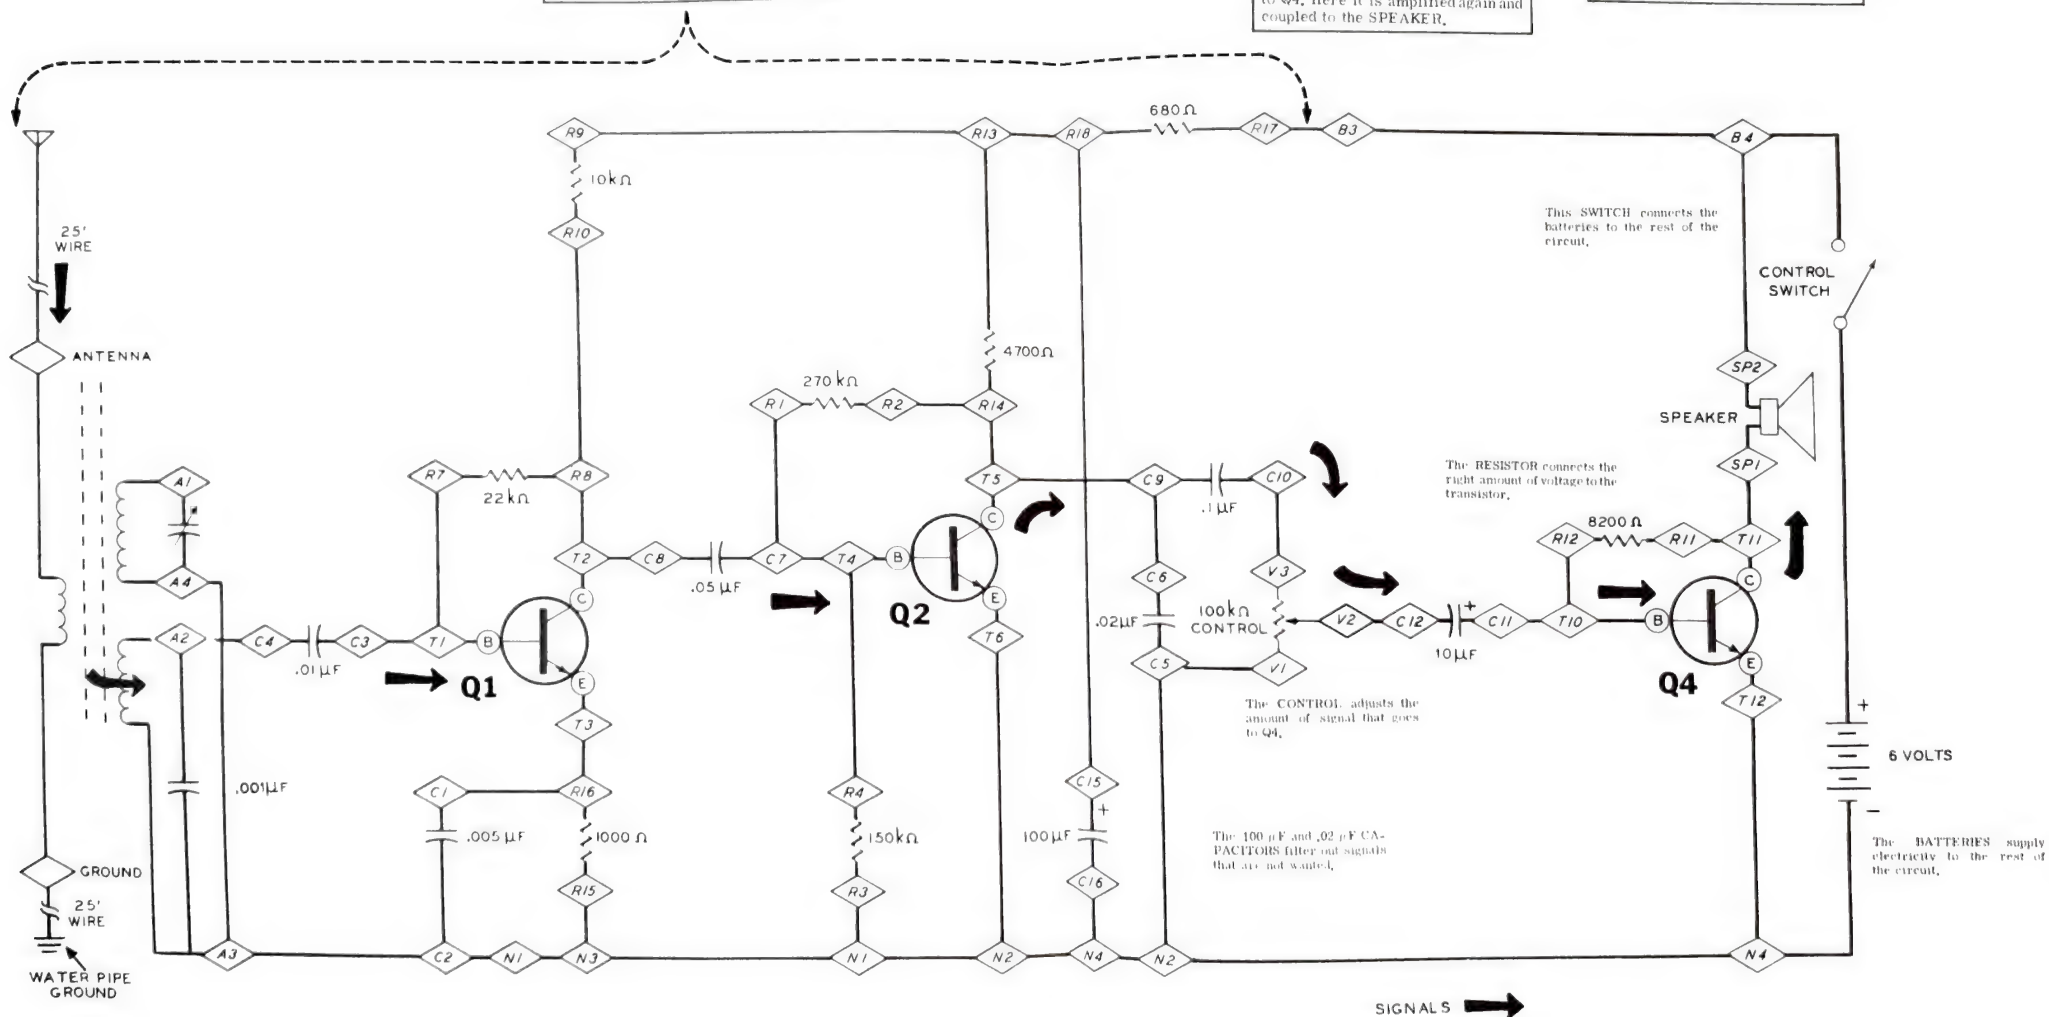 to Q4. Here it is amplified again and
coupled to the SPEAKER.
R9
R13
R18
680Ω
R17
B3
B4
10kΩ
R10
25'
WIRE
This SWITCH connects the
batteries to the rest of the
circuit.
CONTROL
SWITCH
ANTENNA
4700Ω
270kΩ
R1
R2
R14
SP2
SPEAKER
SP1
The RESISTOR connects the
right amount of voltage to the
transistor.
A1
R7
22kΩ
R8
T5
C9
.1µF
C10
8200Ω
R12
R11
T11
C
T2
C8
.05µF
C7
T4
B
C
E
Q2
C6
V3
A4
.02µF
100kΩ
CONTROL
V2
C12
+
10µF
C11
T10
B
C
E
Q4
A2
C4
.01µF
C3
T1
B
E
Q1
T6
C5
V1
T12
The CONTROL adjusts the
amount of signal that goes
to Q4.
T3
+
6 VOLTS
−
.001µF
C1
R16
R4
C15
+
.005µF
1000Ω
150kΩ
100µF
The 100 µF and .02 µF CA-
PACITORS filter out signals
that are not wanted.
The BATTERIES supply
electricity to the rest of
the circuit.
GROUND
R15
R3
C16
25'
WIRE
A3
C2
N1
N3
N1
N2
N4
N2
N4
WATER PIPE
GROUND
SIGNALS